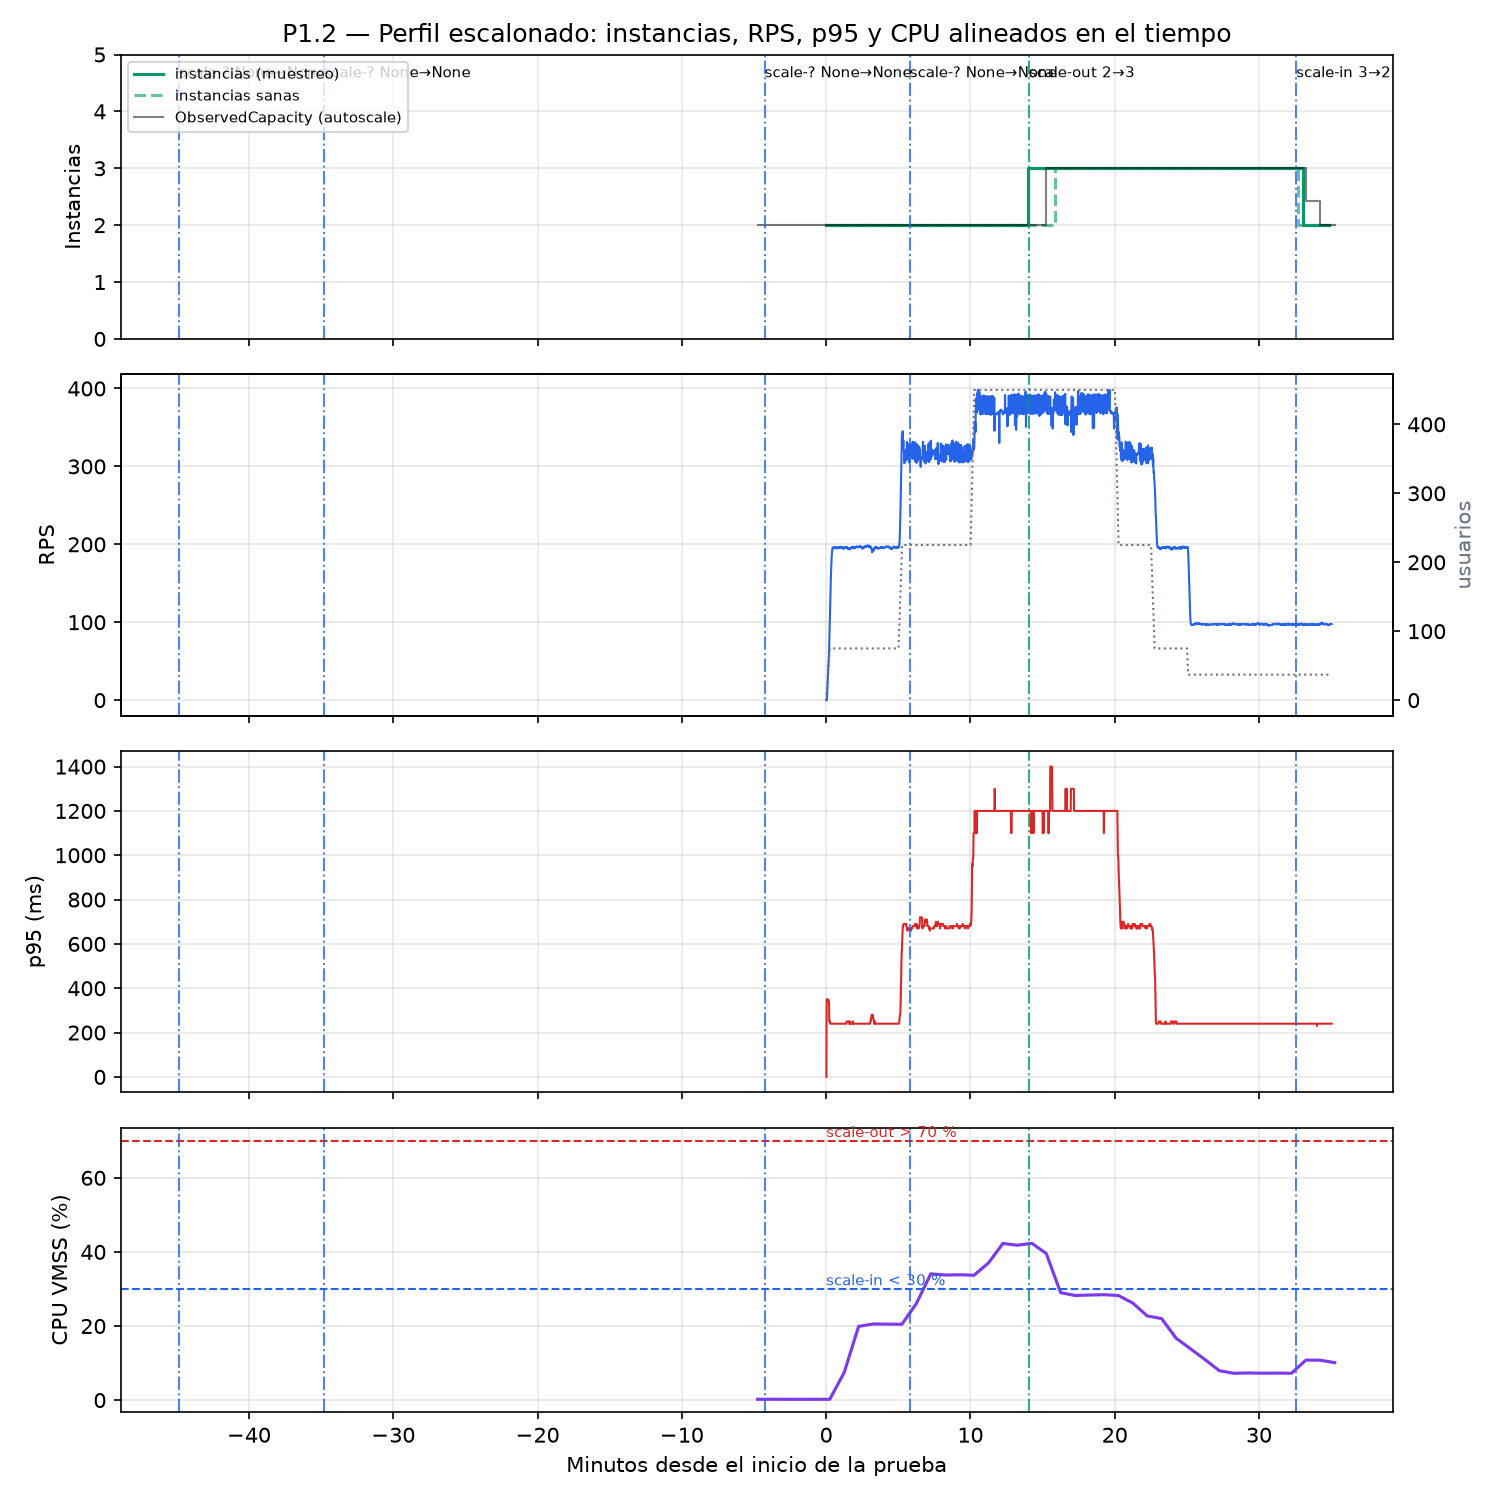 P1.2 — Perfil escalonado: instancias, RPS, p95 y CPU alineados en el tiempo
instancias (muestreo)
instancias sanas
ObservedCapacity (autoscale)
None→None
scale-? None→None
scale-? None→None
scale-out 2→3
scale-in 3→2
Instancias
5
4
3
2
1
0
RPS
400
300
200
100
0
usuarios
400
300
200
100
0
p95 (ms)
1400
1200
1000
800
600
400
200
0
CPU VMSS (%)
60
40
20
0
scale-out > 70 %
scale-in < 30 %
−40 −30 −20 −10 0 10 20 30
Minutos desde el inicio de la prueba